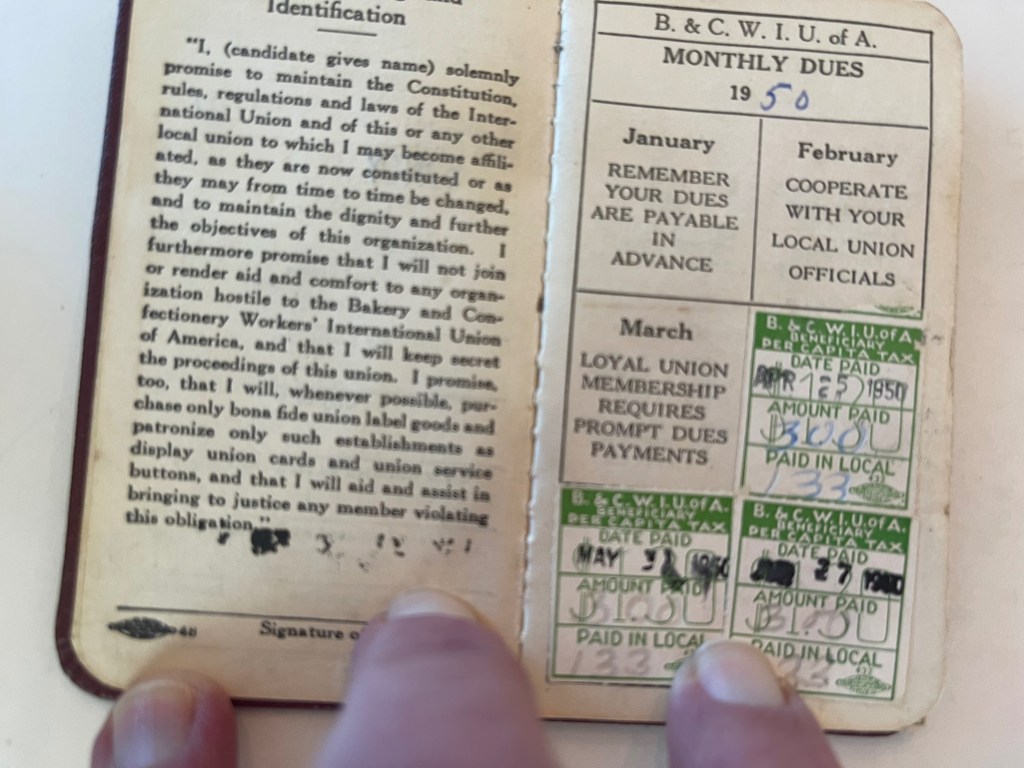 Identification
"I, (candidate gives name) solemnly
promise to maintain the Constitution,
rules, regulations and laws of the Inter-
national Union and of this or any other
local union to which I may become affili-
ated, as they are now constituted or as
they may from time to time be changed,
and to maintain the dignity and further
the objectives of this organization. I
furthermore promise that I will not join
or render aid and comfort to any organ-
ization hostile to the Bakery and Con-
fectionery Workers' International Union
of America, and that I will keep secret
the proceedings of this union. I promise,
too, that I will, whenever possible, pur-
chase only bona fide union label goods and
patronize only such establishments as
display union cards and union service
buttons, and that I will aid and assist in
bringing to justice any member violating
this obligation."
Signature
B. & C. W. I. U. of A.
MONTHLY DUES
19 50
January
REMEMBER
YOUR DUES
ARE PAYABLE
IN
ADVANCE
February
COOPERATE
WITH YOUR
LOCAL UNION
OFFICIALS
March
LOYAL UNION
MEMBERSHIP
REQUIRES
PROMPT DUES
PAYMENTS
B. & C.W.I.U. of A.
BENEFICIARY
PER CAPITA TAX
DATE PAID
APR 25 1950
AMOUNT PAID
$3.00
PAID IN LOCAL
133
B. & C.W.I.U. of A.
BENEFICIARY
PER CAPITA TAX
DATE PAID
MAY
AMOUNT PAID
PAID IN LOCAL
133
B. & C.W.I.U. of A.
BENEFICIARY
PER CAPITA TAX
DATE PAID
27
AMOUNT PAID
PAID IN LOCAL